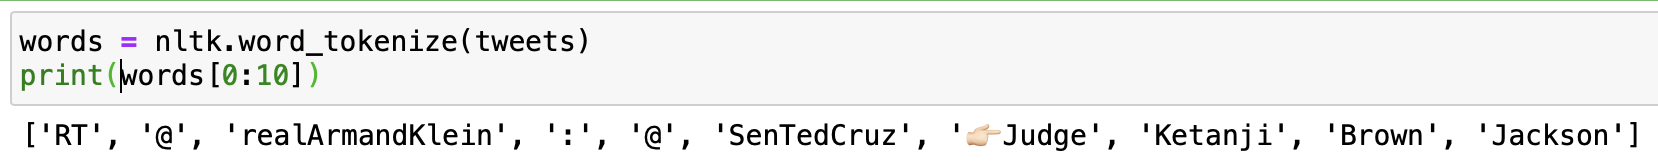 words = nltk.word_tokenize(tweets)
print(words[0:10])
['RT', '@', 'realArmandKlein', ':', '@', 'SenTedCruz', '👉🏻Judge', 'Ketanji', 'Brown', 'Jackson']